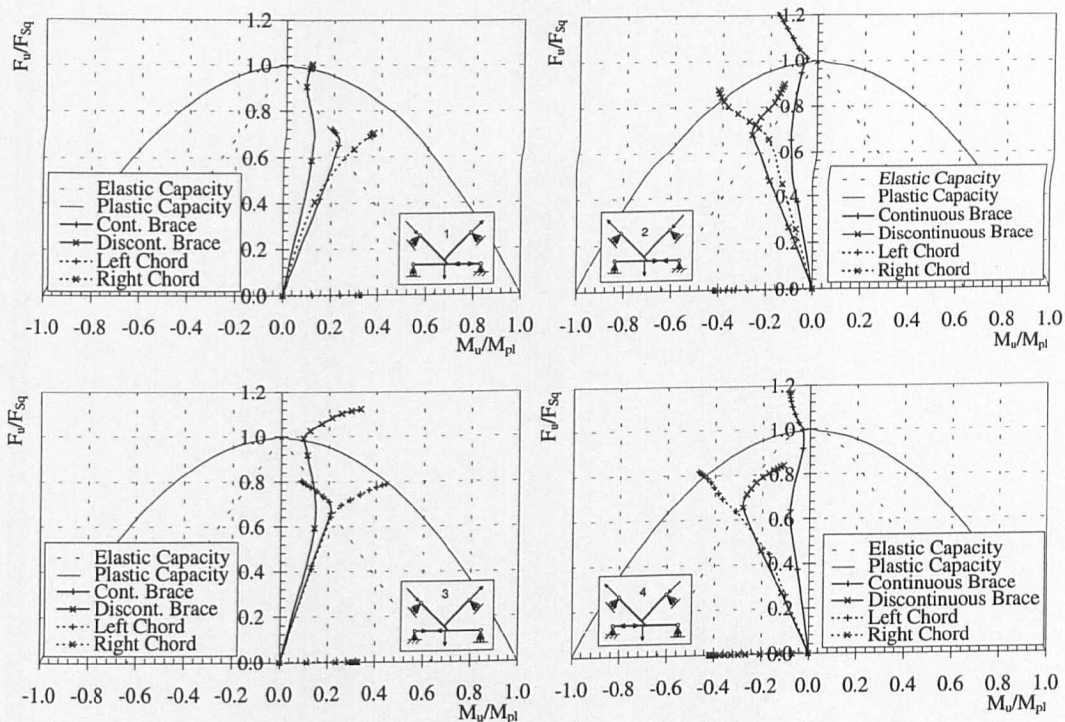 F_u/F_Sq
1.2
1.0
0.8
0.6
0.4
0.2
0.0
Elastic Capacity
Plastic Capacity
Cont. Brace
Discont. Brace
Left Chord
Right Chord
1
-1.0 -0.8 -0.6 -0.4 -0.2 0.0 0.2 0.4 0.6 0.8 1.0
M_u/M_pl
F_u/F_Sq
1.2
1.0
0.8
0.6
0.4
0.2
0.0
Elastic Capacity
Plastic Capacity
Continuous Brace
Discontinuous Brace
Left Chord
Right Chord
2
-1.0 -0.8 -0.6 -0.4 -0.2 0.0 0.2 0.4 0.6 0.8 1.0
M_u/M_pl
F_u/F_Sq
1.2
1.0
0.8
0.6
0.4
0.2
0.0
Elastic Capacity
Plastic Capacity
Cont. Brace
Discont. Brace
Left Chord
Right Chord
3
-1.0 -0.8 -0.6 -0.4 -0.2 0.0 0.2 0.4 0.6 0.8 1.0
M_u/M_pl
F_u/F_Sq
1.2
1.0
0.8
0.6
0.4
0.2
0.0
Elastic Capacity
Plastic Capacity
Continuous Brace
Discontinuous Brace
Left Chord
Right Chord
4
-1.0 -0.8 -0.6 -0.4 -0.2 0.0 0.2 0.4 0.6 0.8 1.0
M_u/M_pl